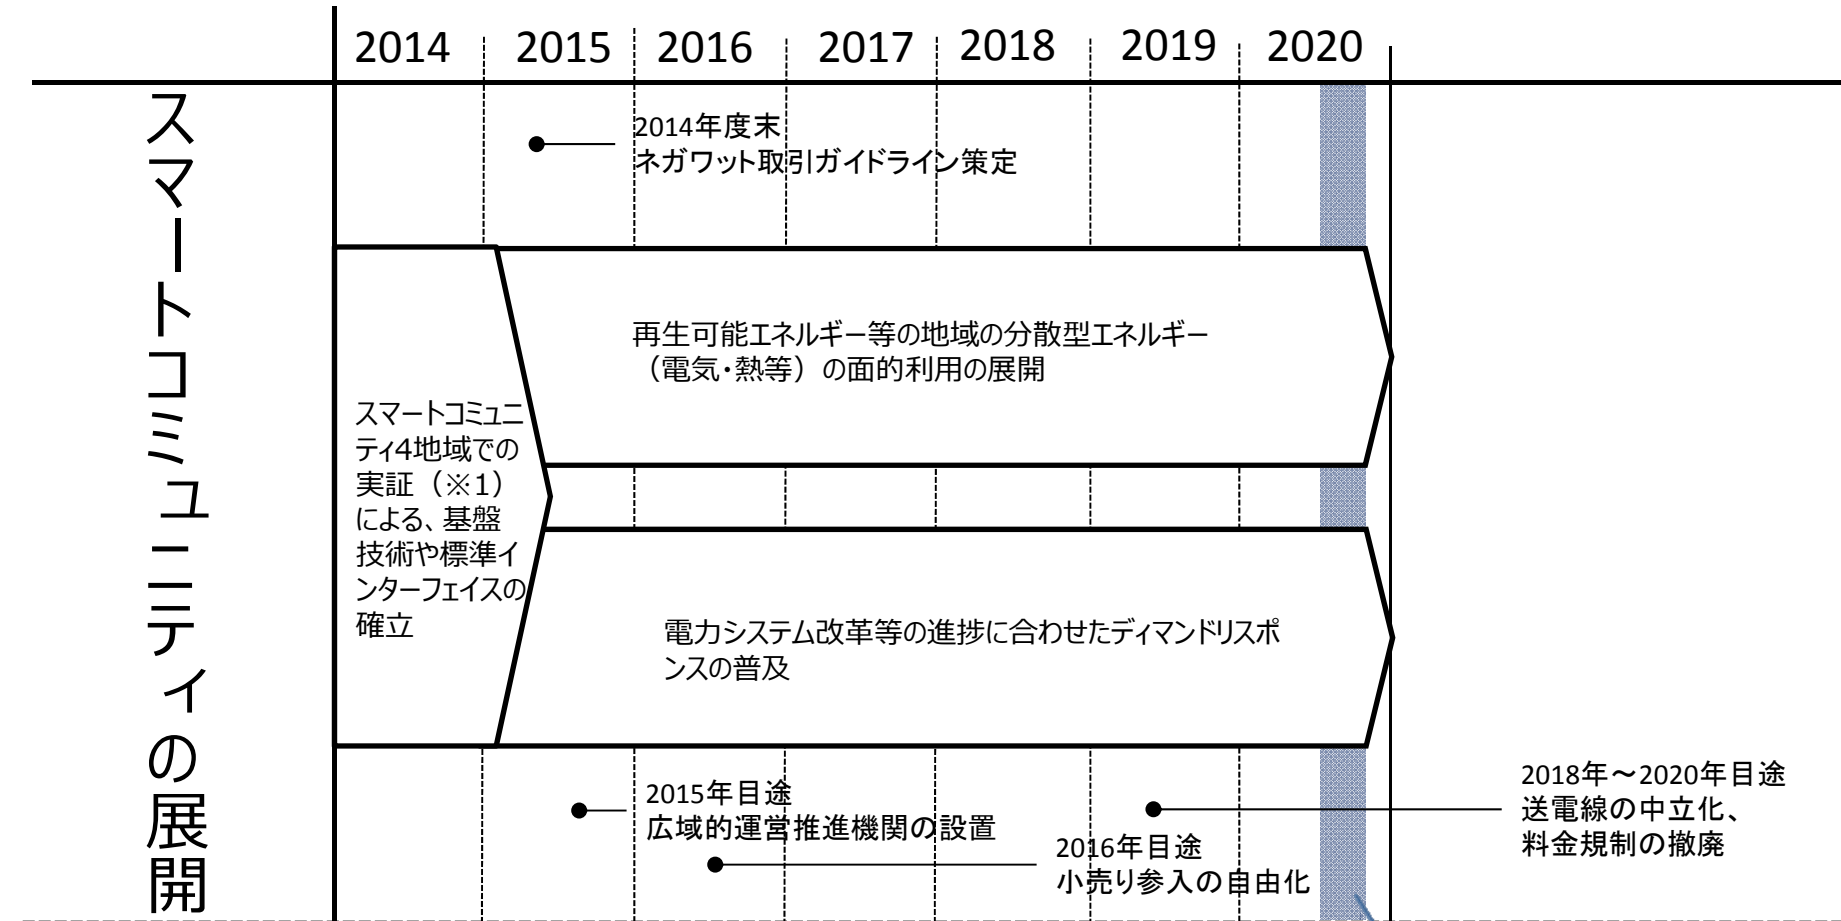 2014 2015 2016 2017 2018 2019 2020
スマートコミュニティの展開
2014年度末
ネガワット取引ガイドライン策定
再生可能エネルギー等の地域の分散型エネルギー
（電気・熱等）の面的利用の展開
スマートコミュニ
ティ4地域での
実証（※1）
による、基盤
技術や標準イ
ンターフェイスの
確立
電力システム改革等の進捗に合わせたディマンドリスポ
ンスの普及
2015年目途
広域的運営推進機関の設置
2016年目途
小売り参入の自由化
2018年～2020年目途
送電線の中立化、
料金規制の撤廃